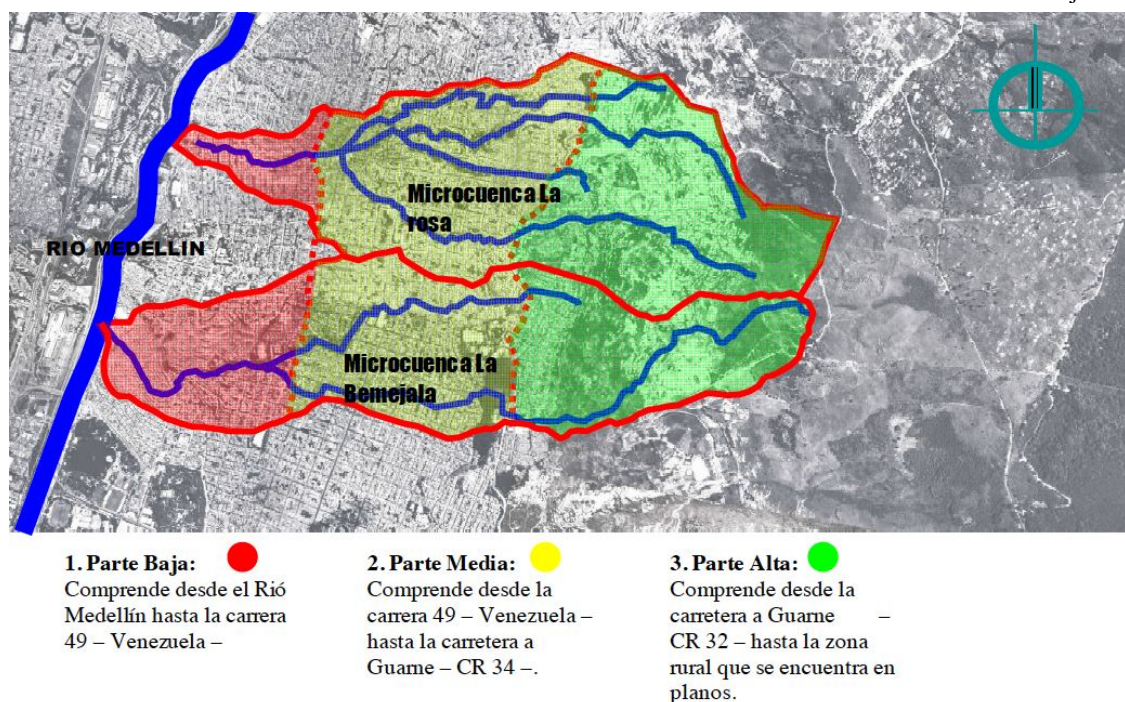 RIO MEDELLIN
Microcuenca La
rosa
Microcuenca La
Bemejala
1. Parte Baja:
Comprende desde el Rió
Medellín hasta la carrera
49 – Venezuela –
2. Parte Media:
Comprende desde la
carrera 49 – Venezuela –
hasta la carretera a
Guarne – CR 34 –.
3. Parte Alta:
Comprende desde la
carretera a Guarne –
CR 32 – hasta la zona
rural que se encuentra en
planos.